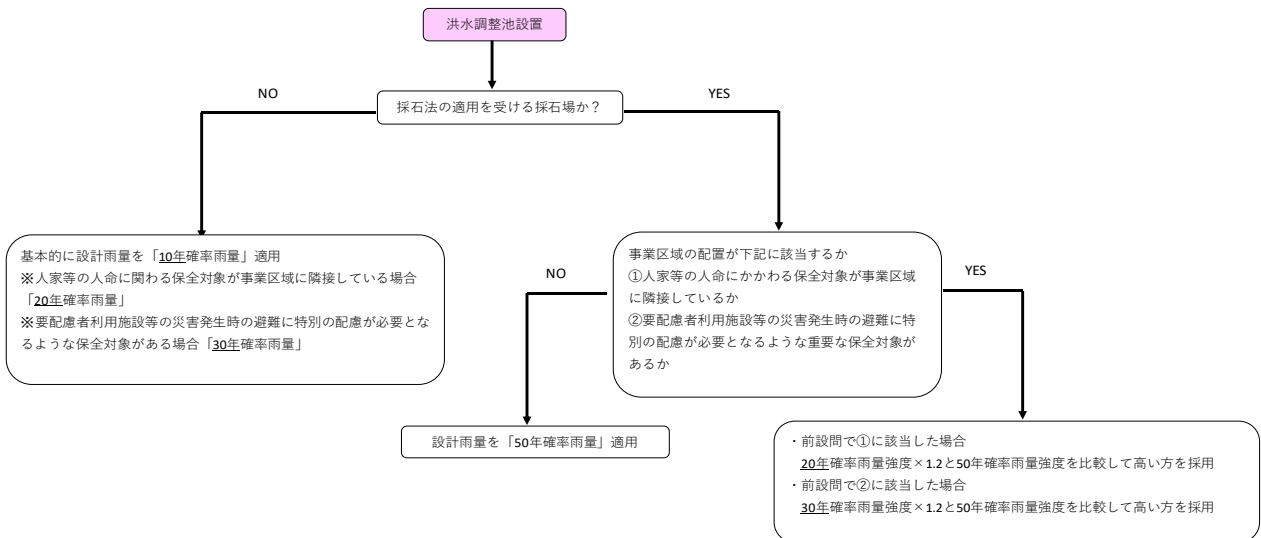 洪水調整池設置
採石法の適用を受ける採石場か？
NO
YES
基本的に設計雨量を「10年確率雨量」適用
※人家等の人命に関わる保全対象が事業区域に隣接している場合
「20年確率雨量」
※要配慮者利用施設等の災害発生時の避難に特別の配慮が必要とな
るような保全対象がある場合「30年確率雨量」
事業区域の配置が下記に該当するか
①人家等の人命にかかわる保全対象が事業区域
に隣接しているか
②要配慮者利用施設等の災害発生時の避難に特
別の配慮が必要となるような重要な保全対象が
あるか
NO
YES
設計雨量を「50年確率雨量」適用
・前設問で①に該当した場合
20年確率雨量強度×1.2と50年確率雨量強度を比較して高い方を採用
・前設問で②に該当した場合
30年確率雨量強度×1.2と50年確率雨量強度を比較して高い方を採用